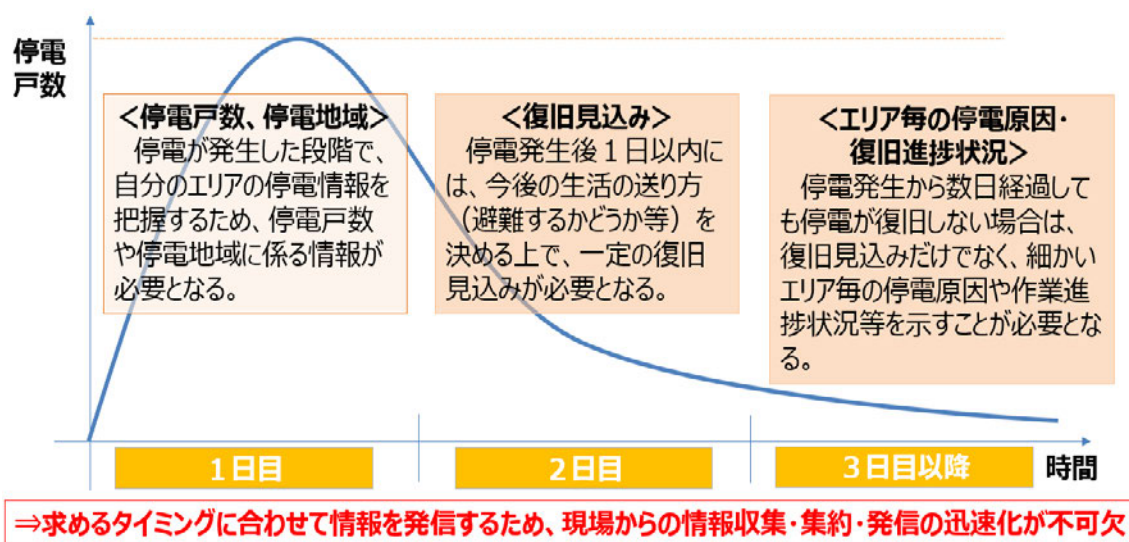 停電
戸数
＜停電戸数、停電地域＞
停電が発生した段階で、
自分のエリアの停電情報を
把握するため、停電戸数
や停電地域に係る情報が
必要となる。
＜復旧見込み＞
停電発生後１日以内に
は、今後の生活の送り方
（避難するかどうか等）を
決める上で、一定の復旧
見込みが必要となる。
＜エリア毎の停電原因・
復旧進捗状況＞
停電発生から数日経過して
も停電が復旧しない場合は、
復旧見込みだけでなく、細かい
エリア毎の停電原因や作業進
捗状況等を示すことが必要とな
る。
１日目
２日目
３日目以降
時間
⇒求めるタイミングに合わせて情報を発信するため、現場からの情報収集・集約・発信の迅速化が不可欠